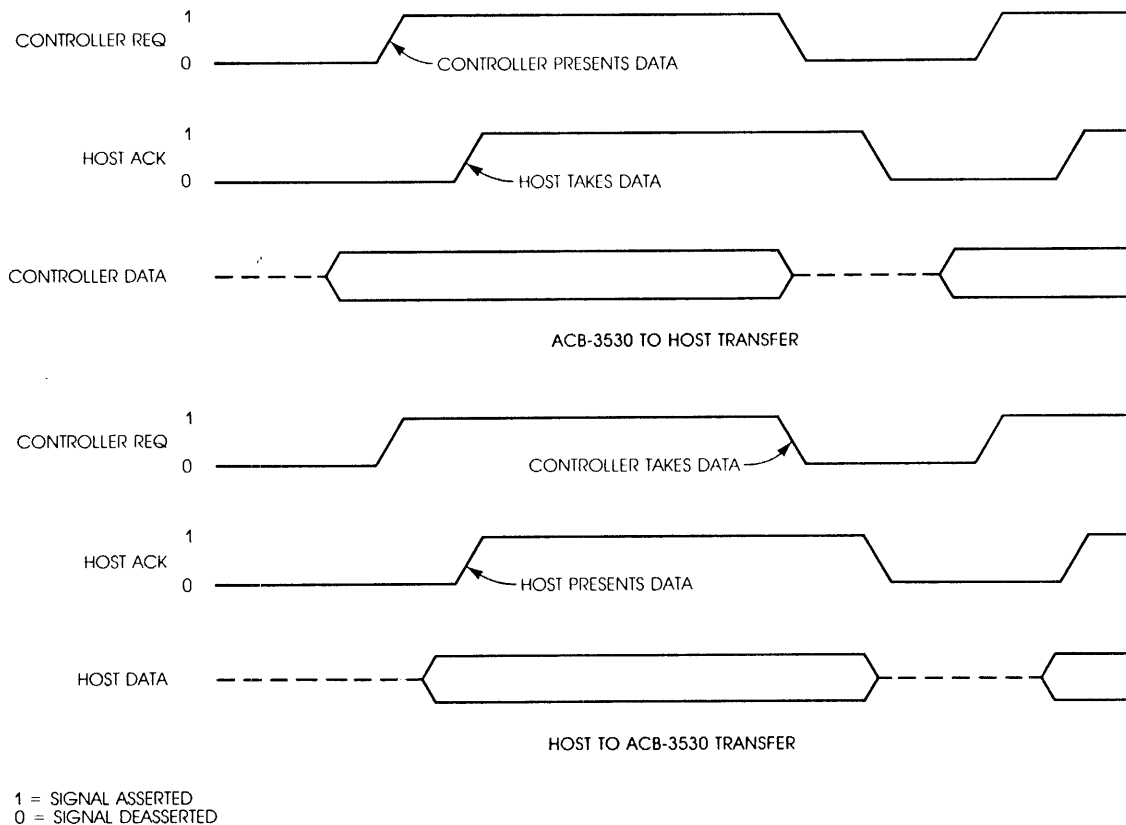 1
CONTROLLER REQ
0
CONTROLLER PRESENTS DATA
1
HOST ACK
0
HOST TAKES DATA
CONTROLLER DATA
ACB-3530 TO HOST TRANSFER
1
CONTROLLER REQ
0
CONTROLLER TAKES DATA
1
HOST ACK
0
HOST PRESENTS DATA
HOST DATA
HOST TO ACB-3530 TRANSFER
1 = SIGNAL ASSERTED
0 = SIGNAL DEASSERTED